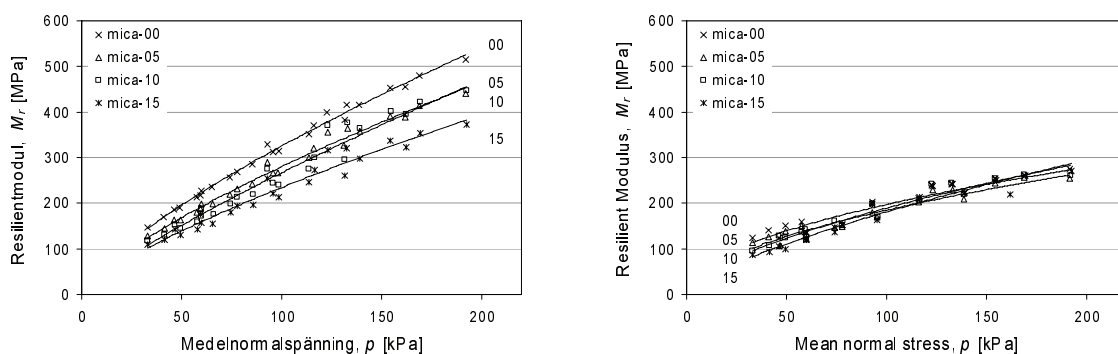 600
500
400
300
200
100
0
0 50 100 150 200
Resilientmodul, Mr [MPa]
Medelnormalspänning, p [kPa]
mica-00
mica-05
mica-10
mica-15
00
05
10
15
600
500
400
300
200
100
0
0 50 100 150 200
Resilient Modulus, Mr [MPa]
Mean normal stress, p [kPa]
mica-00
mica-05
mica-10
mica-15
00
05
10
15